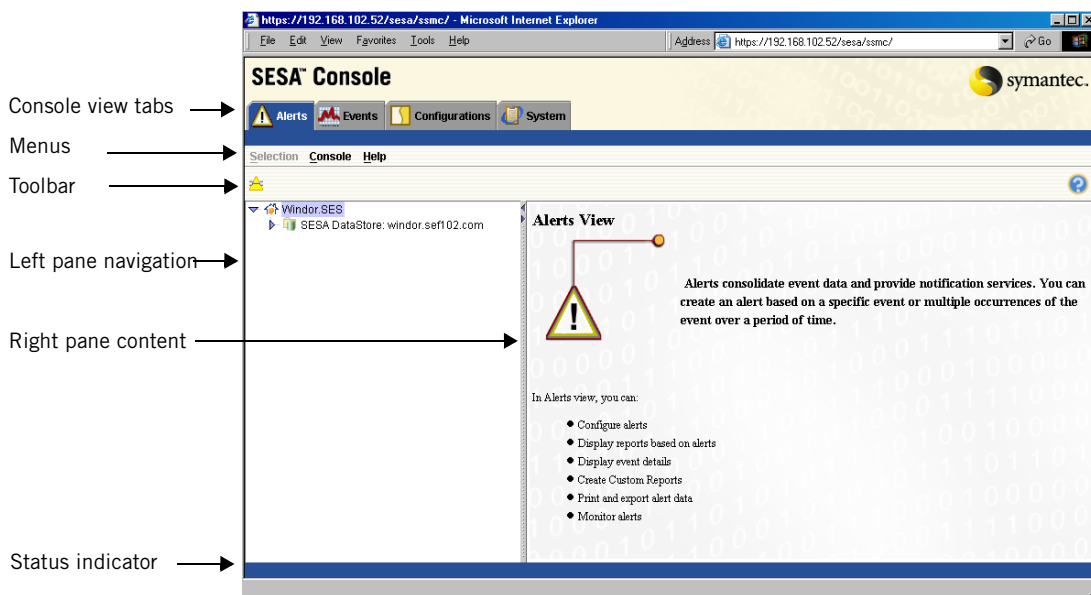 https://192.168.102.52/sesa/ssmc/ - Microsoft Internet Explorer
File Edit View Favorites Tools Help
Address https://192.168.102.52/sesa/ssmc/ Go
SESA™ Console
symantec.
Console view tabs
Alerts Events Configurations System
Menus
Selection Console Help
Toolbar
?
Windor.SES
SESA DataStore: windor.sef102.com
Left pane navigation
Right pane content
Alerts View
Alerts consolidate event data and provide notification services. You can
create an alert based on a specific event or multiple occurrences of the
event over a period of time.
In Alerts view, you can:
● Configure alerts
● Display reports based on alerts
● Display event details
● Create Custom Reports
● Print and export alert data
● Monitor alerts
Status indicator